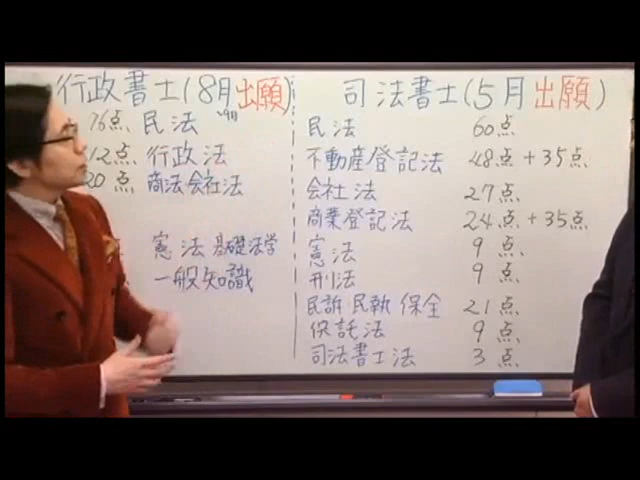 行政書士(8月出願)
~9月
76点 民法
112点 行政法
20点 商法会社法
憲法 基礎法学
一般知識
司法書士(5月出願)
民法 60点
不動産登記法 48点+35点
会社法 27点
商業登記法 24点+35点
憲法 9点
刑法 9点
民訴 民執 保全 21点
供託法 9点
司法書士法 3点